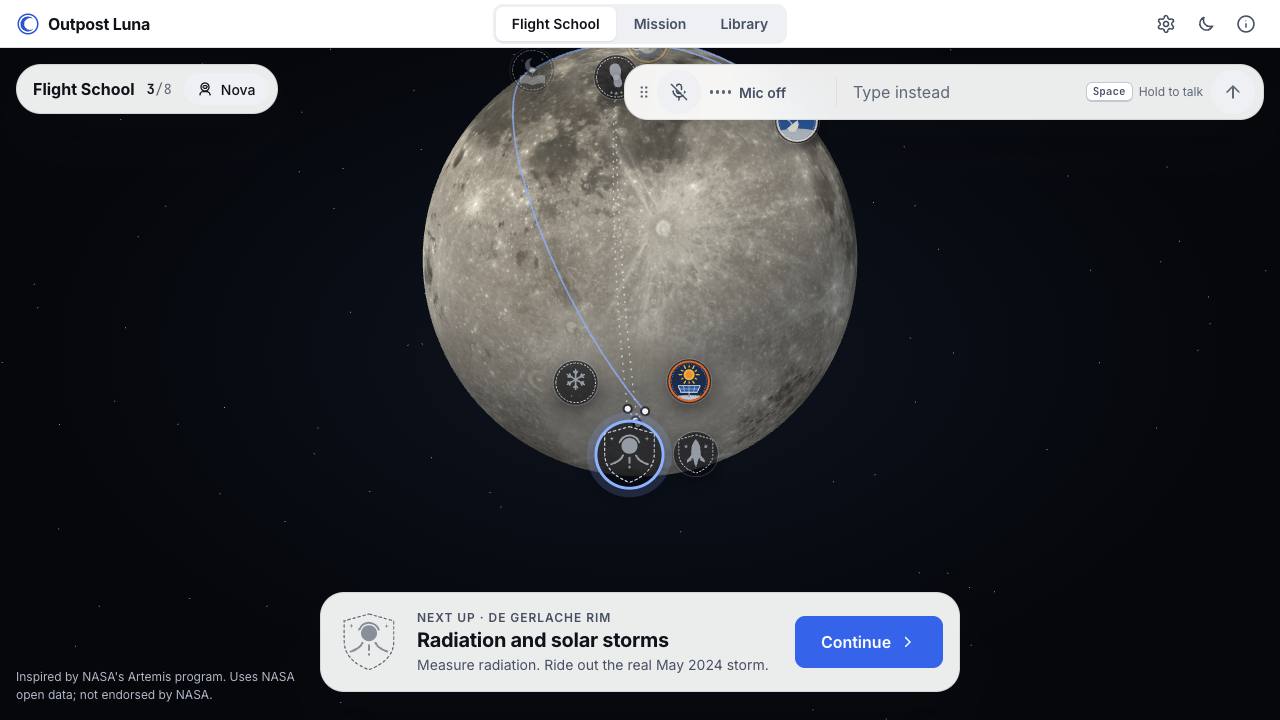 Outpost Luna
Flight School
Mission
Library
Flight School 3/8 Nova
Mic off
Type instead
Space Hold to talk
NEXT UP · DE GERLACHE RIM
Radiation and solar storms
Measure radiation. Ride out the real May 2024 storm.
Continue
Inspired by NASA's Artemis program. Uses NASA
open data; not endorsed by NASA.